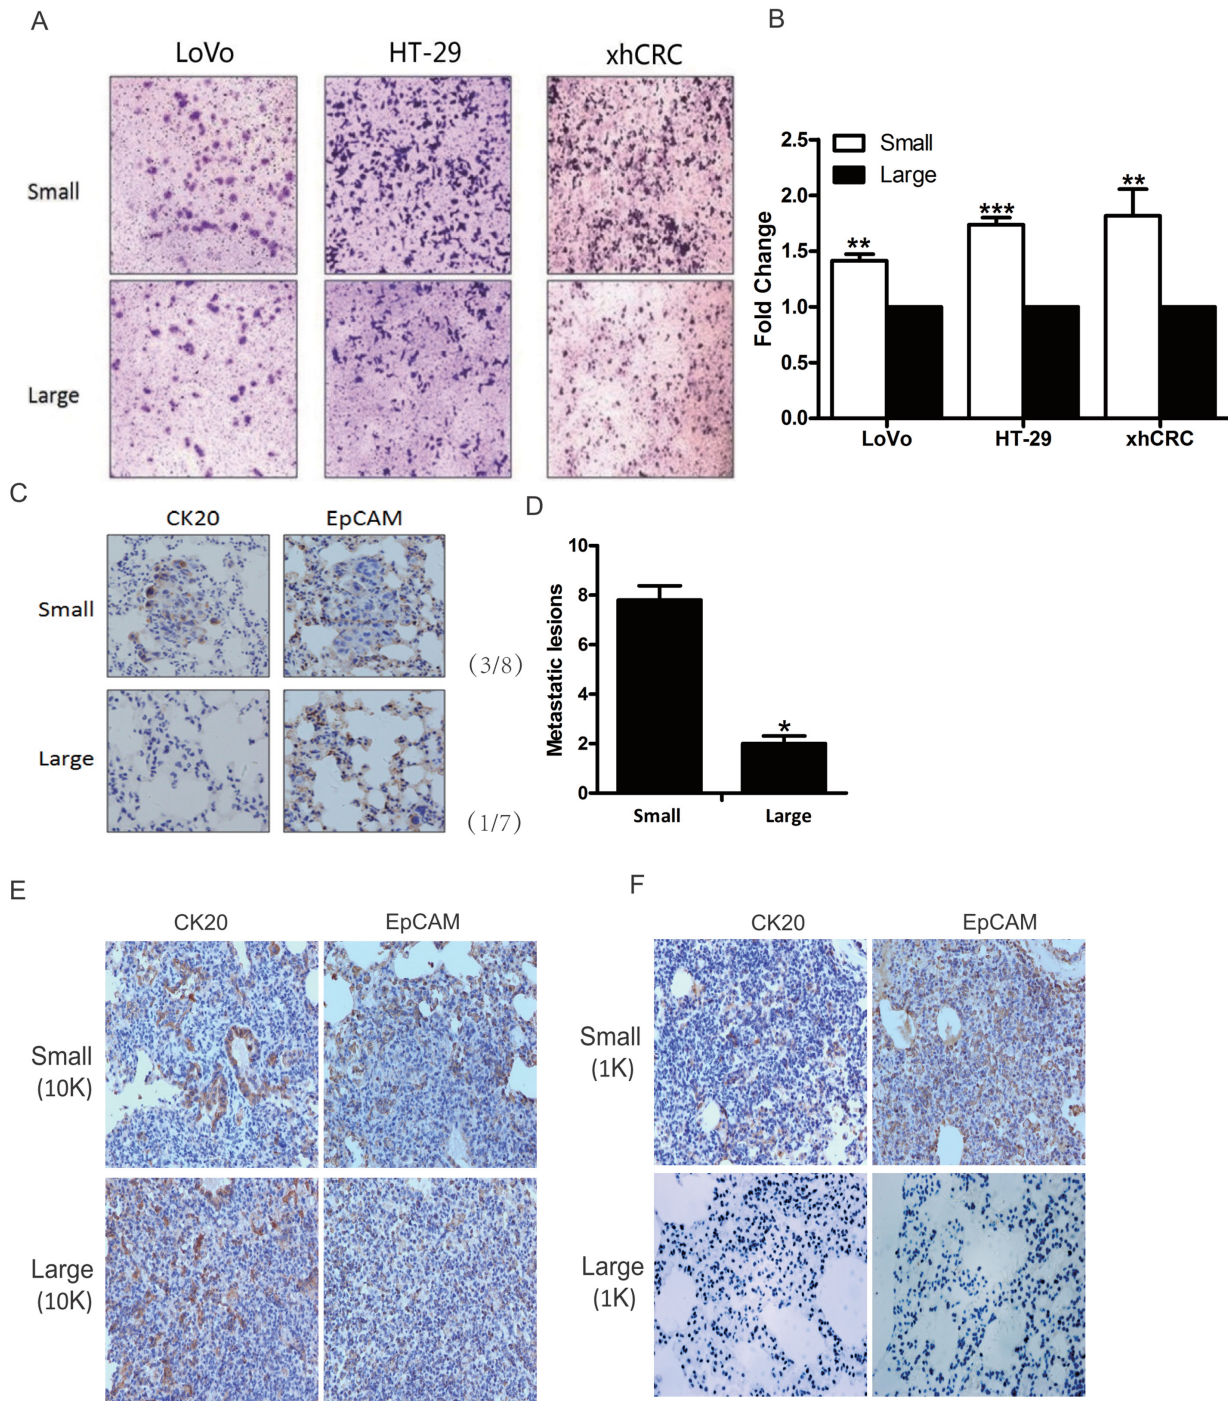 A
LoVo HT-29 xhCRC
Small
Large
B
2.5
2.0
1.5
1.0
0.5
0.0
Fold Change
Small
Large
**
***
**
LoVo HT-29 xhCRC
C
CK20 EpCAM
Small
(3/8)
Large
(1/7)
D
10
8
6
4
2
0
Metastatic lesions
*
Small Large
E
CK20 EpCAM
Small
(10K)
Large
(10K)
F
CK20 EpCAM
Small
(1K)
Large
(1K)